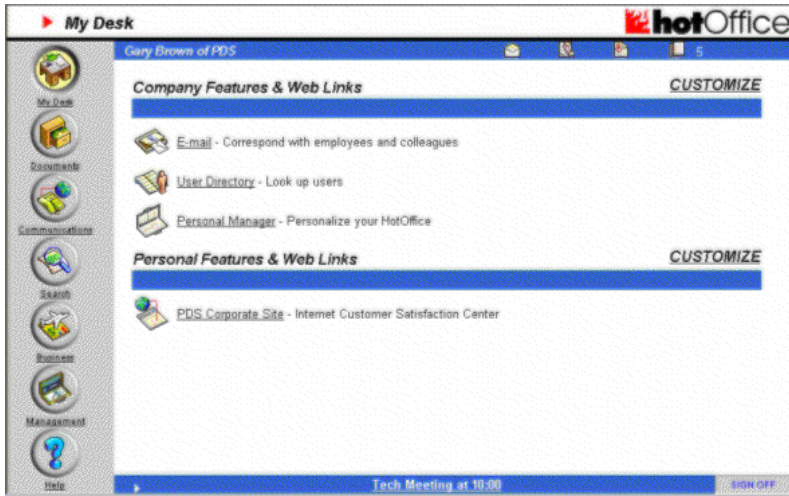 My Desk
hotOffice
Gary Brown of PDS
5
My Desk
Company Features & Web Links
CUSTOMIZE
E-mail - Correspond with employees and colleagues
Documents
User Directory - Look up users
Communications
Personal Manager - Personalize your HotOffice
Personal Features & Web Links
CUSTOMIZE
Search
PDS Corporate Site - Internet Customer Satisfaction Center
Business
Management
Help
Tech Meeting at 10:00
SIGN OFF